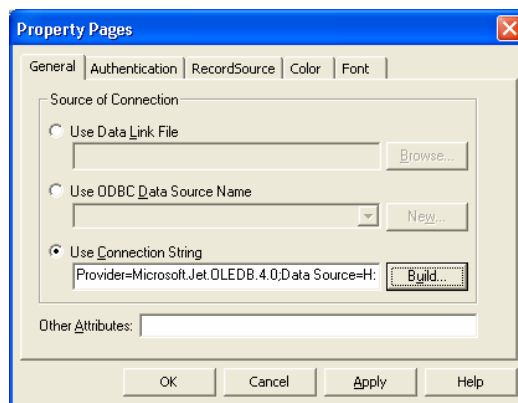 Property Pages
General Authentication RecordSource Color Font
Source of Connection
Use Data Link File
Browse...
Use ODBC Data Source Name
New...
Use Connection String
Provider=Microsoft.Jet.OLEDB.4.0;Data Source=H: Build...
Other Attributes:
OK Cancel Apply Help